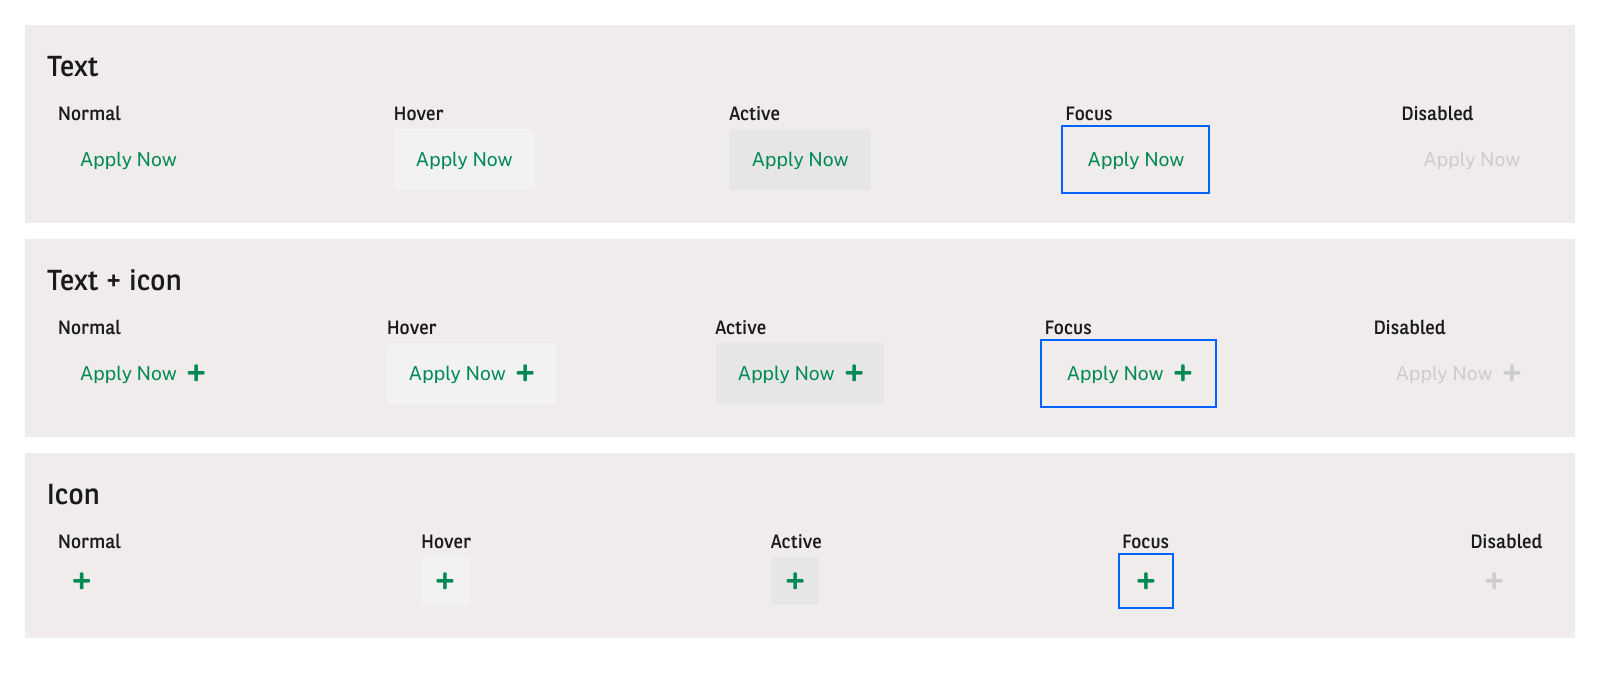 Text
Normal Hover Active Focus Disabled
Apply Now Apply Now Apply Now Apply Now Apply Now
Text + icon
Normal Hover Active Focus Disabled
Apply Now + Apply Now + Apply Now + Apply Now + Apply Now +
Icon
Normal Hover Active Focus Disabled
+ + + + +